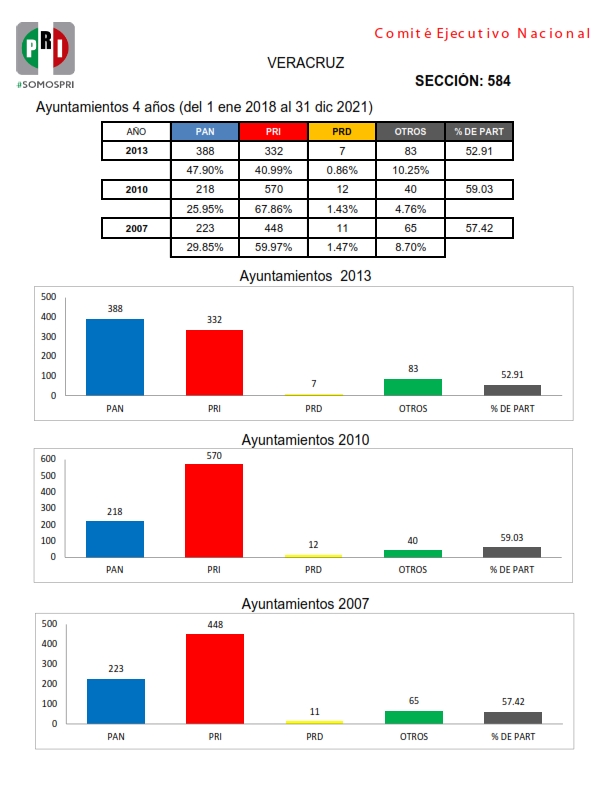 Comité Ejecutivo Nacional
PRI
#SOMOSPRI
VERACRUZ
SECCIÓN: 584
Ayuntamientos 4 años (del 1 ene 2018 al 31 dic 2021)
AÑO PAN PRI PRD OTROS % DE PART
2013 388 332 7 83 52.91
47.90% 40.99% 0.86% 10.25%
2010 218 570 12 40 59.03
25.95% 67.86% 1.43% 4.76%
2007 223 448 11 65 57.42
29.85% 59.97% 1.47% 8.70%
Ayuntamientos 2013
500
400
300
200
100
0
388
332
7
83
52.91
PAN PRI PRD OTROS % DE PART
Ayuntamientos 2010
600
500
400
300
200
100
0
218
570
12
40
59.03
PAN PRI PRD OTROS % DE PART
Ayuntamientos 2007
500
400
300
200
100
0
223
448
11
65
57.42
PAN PRI PRD OTROS % DE PART